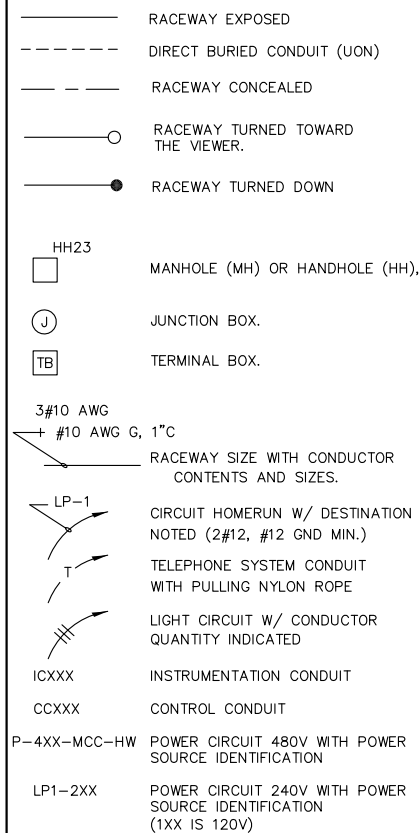 RACEWAY EXPOSED
DIRECT BURIED CONDUIT (UON)
RACEWAY CONCEALED
RACEWAY TURNED TOWARD
THE VIEWER.
RACEWAY TURNED DOWN
HH23
MANHOLE (MH) OR HANDHOLE (HH),
J JUNCTION BOX.
TB TERMINAL BOX.
3#10 AWG
#10 AWG G, 1"C
RACEWAY SIZE WITH CONDUCTOR
CONTENTS AND SIZES.
LP-1 CIRCUIT HOMERUN W/ DESTINATION
NOTED (2#12, #12 GND MIN.)
T TELEPHONE SYSTEM CONDUIT
WITH PULLING NYLON ROPE
LIGHT CIRCUIT W/ CONDUCTOR
QUANTITY INDICATED
ICXXX INSTRUMENTATION CONDUIT
CCXXX CONTROL CONDUIT
P-4XX-MCC-HW POWER CIRCUIT 480V WITH POWER
SOURCE IDENTIFICATION
LP1-2XX POWER CIRCUIT 240V WITH POWER
SOURCE IDENTIFICATION
(1XX IS 120V)